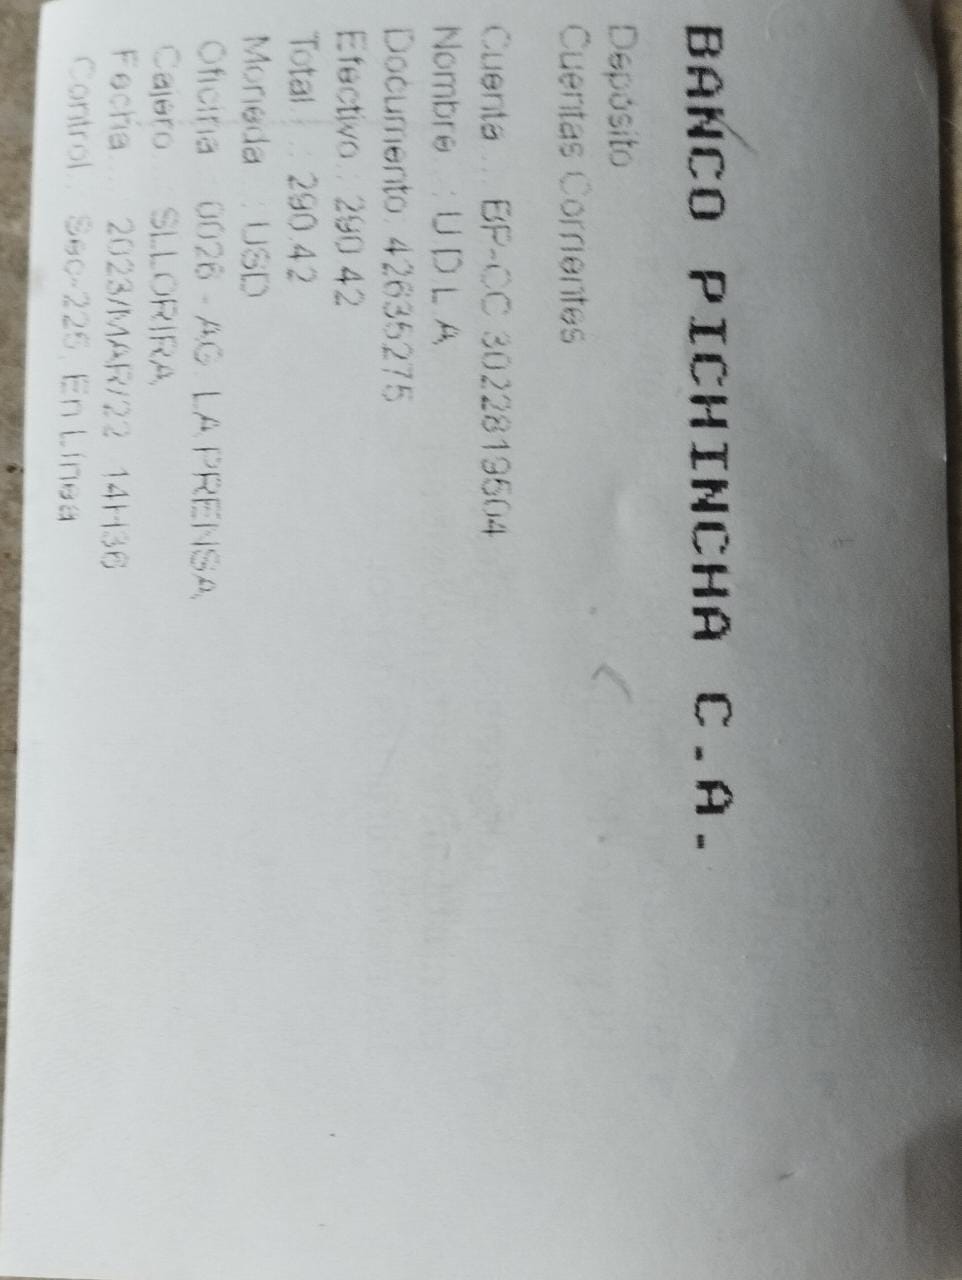 BANCO PICHINCHA C.A.
Depósito
Cuentas Corrientes
Cuenta.. BP-CC 3022819504
Nombre : U D L A
Documento. 42635275
Efectivo.: 290.42
Total : .: 290.42
Moneda : USD
Oficina : 0026 - AG. LA PRENSA
Cajero. : SLLORIRA
Fecha... 2023/MAR/22 14H36
Control. Sec-225, En Línea